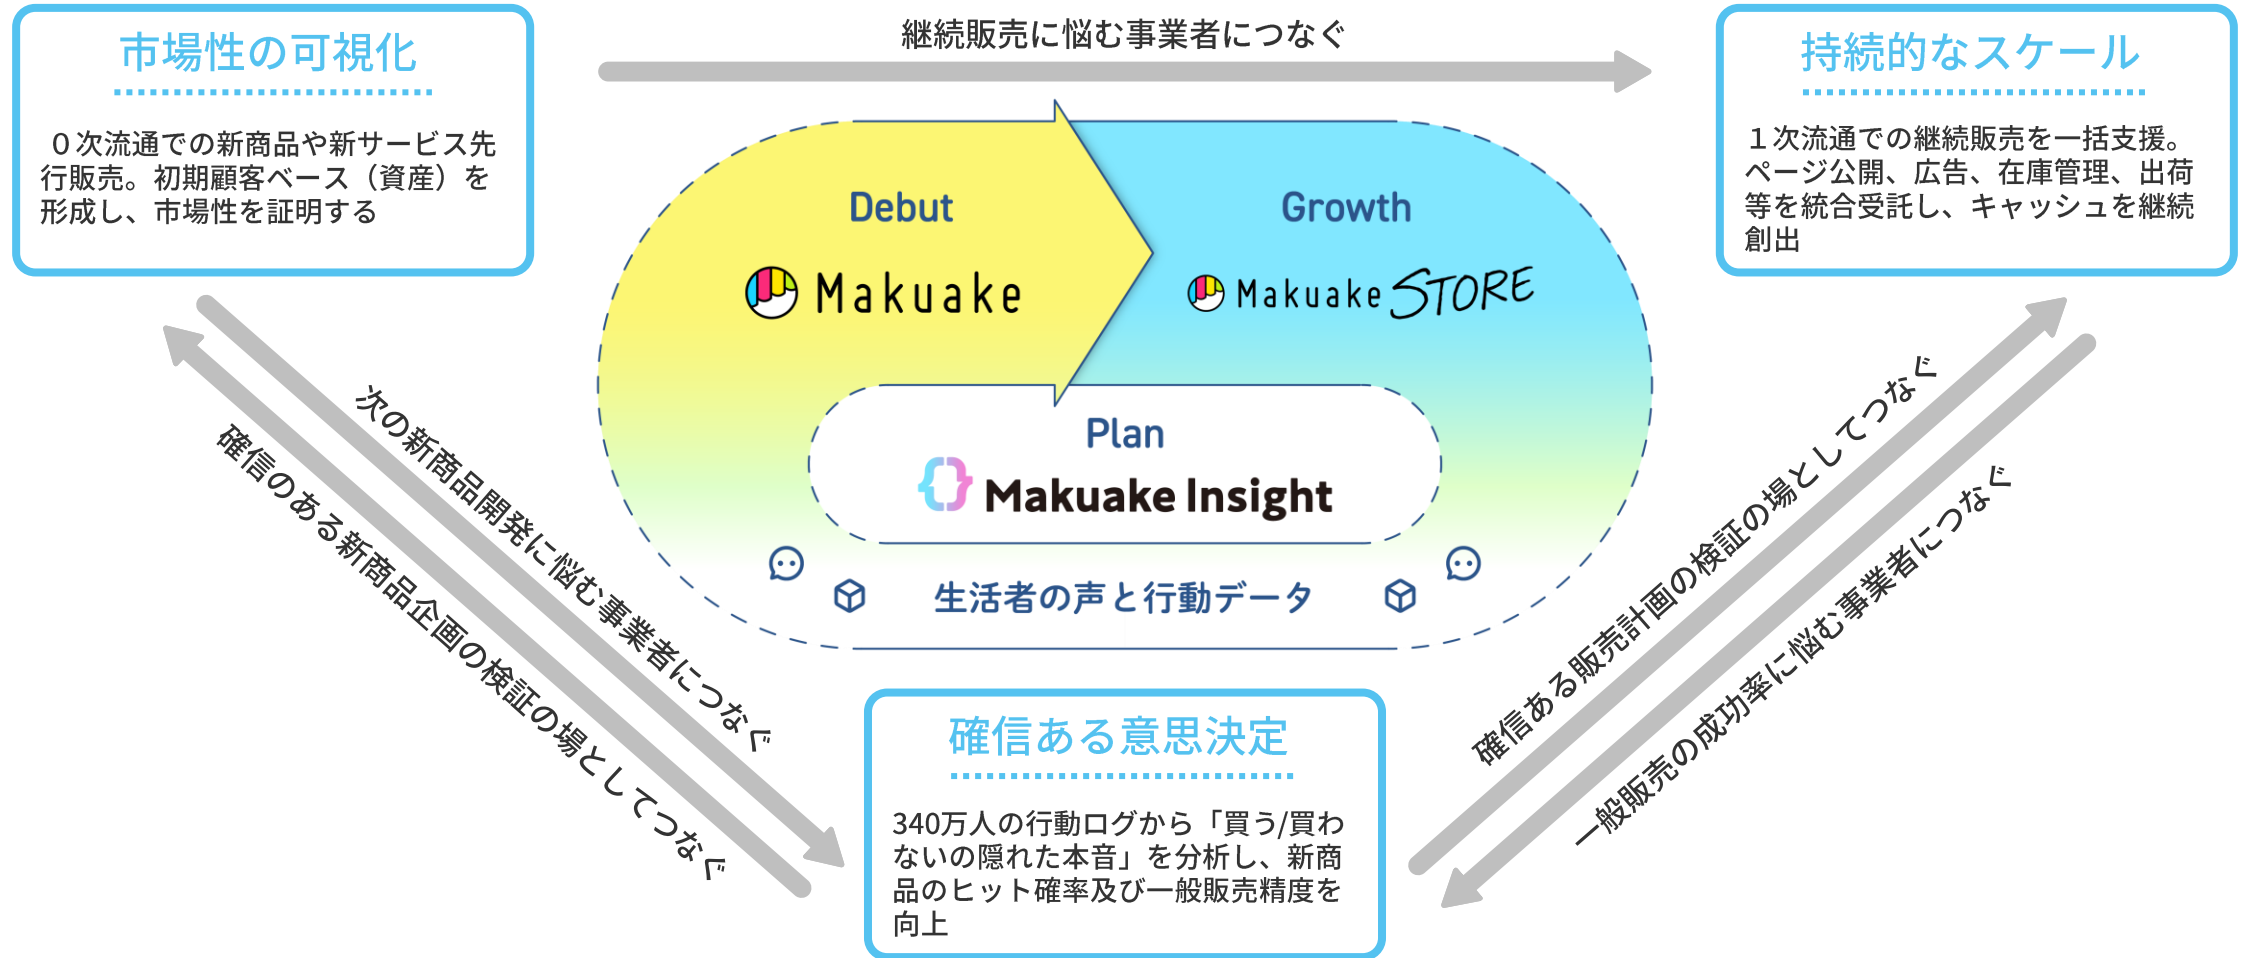 市場性の可視化
０次流通での新商品や新サービス先
行販売。初期顧客ベース（資産）を
形成し、市場性を証明する
継続販売に悩む事業者につなぐ
持続的なスケール
１次流通での継続販売を一括支援。
ページ公開、広告、在庫管理、出荷
等を統合受託し、キャッシュを継続
創出
Debut
Makuake
Growth
Makuake STORE
Plan
Makuake Insight
生活者の声と行動データ
次の新商品開発に悩む事業者につなぐ
確信のある新商品企画の検証の場としてつなぐ
確信ある販売計画の検証の場としてつなぐ
一般販売の成功率に悩む事業者につなぐ
確信ある意思決定
340万人の行動ログから「買う/買わ
ないの隠れた本音」を分析し、新商
品のヒット確率及び一般販売精度を
向上